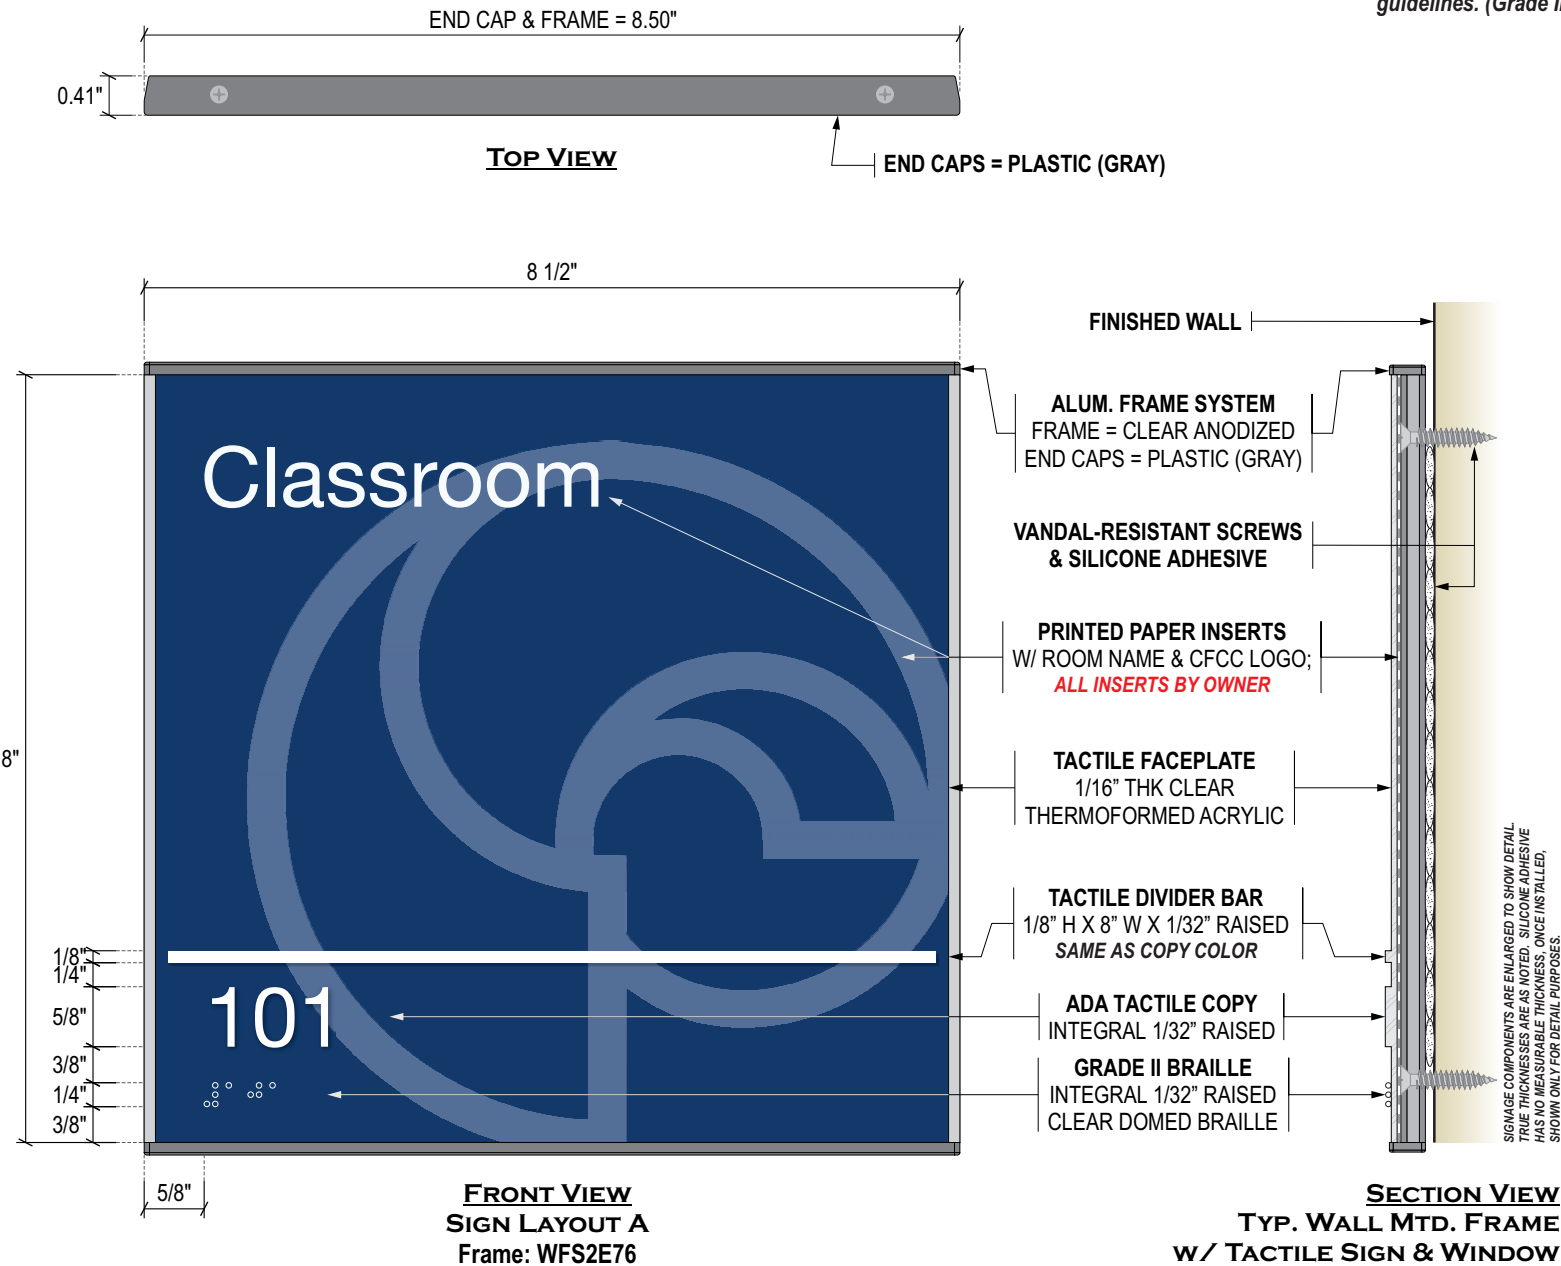 guidelines. (Grade II
END CAP & FRAME = 8.50"
0.41"
TOP VIEW
END CAPS = PLASTIC (GRAY)
8 1/2"
FINISHED WALL
ALUM. FRAME SYSTEM
FRAME = CLEAR ANODIZED
END CAPS = PLASTIC (GRAY)
Classroom
VANDAL-RESISTANT SCREWS
& SILICONE ADHESIVE
PRINTED PAPER INSERTS
W/ ROOM NAME & CFCC LOGO;
ALL INSERTS BY OWNER
8"
TACTILE FACEPLATE
1/16” THK CLEAR
THERMOFORMED ACRYLIC
TACTILE DIVIDER BAR
1/8” H X 8” W X 1/32” RAISED
SAME AS COPY COLOR
1/8"
1/4"
5/8"
3/8"
1/4"
3/8"
101
ADA TACTILE COPY
INTEGRAL 1/32” RAISED
GRADE II BRAILLE
INTEGRAL 1/32” RAISED
CLEAR DOMED BRAILLE
SIGNAGE COMPONENTS ARE ENLARGED TO SHOW DETAIL.
TRUE THICKNESSES ARE AS NOTED. SILICONE ADHESIVE
HAS NO MEASURABLE THICKNESS, ONCE INSTALLED,
SHOWN ONLY FOR DETAIL PURPOSES.
5/8"
FRONT VIEW
SIGN LAYOUT A
Frame: WFS2E76
SECTION VIEW
TYP. WALL MTD. FRAME
W/ TACTILE SIGN & WINDOW